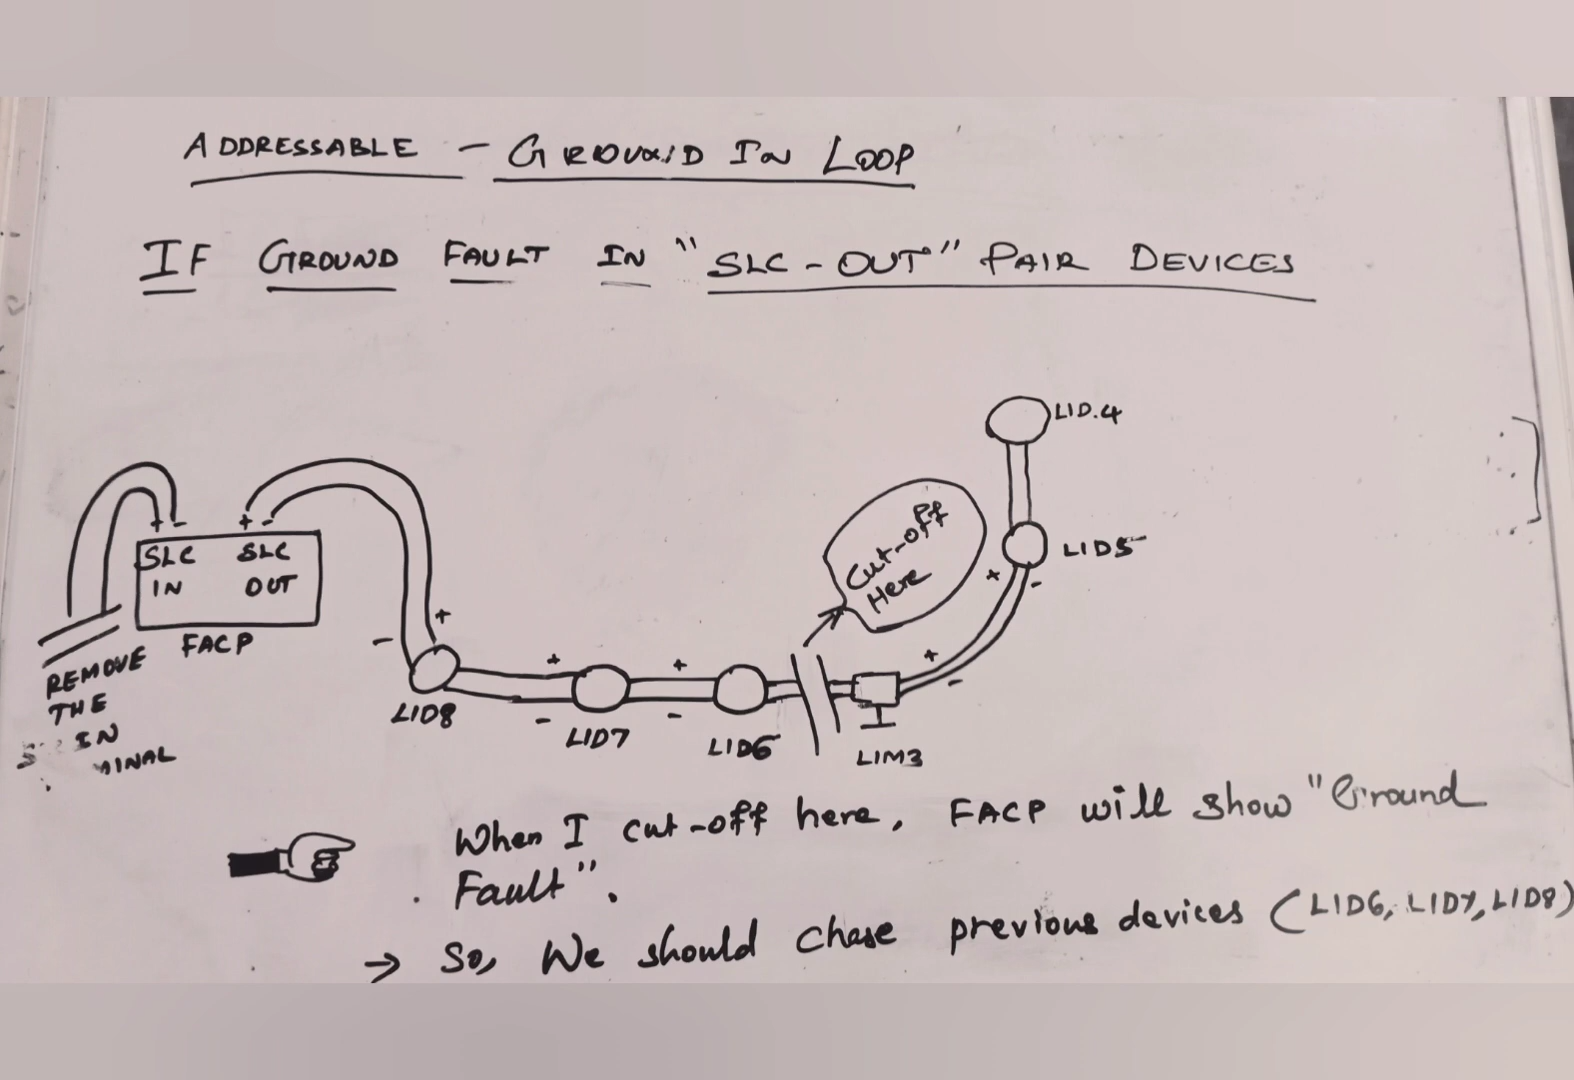 ADDRESSABLE - GROUND IN LOOP
IF GROUND FAULT IN "SLC-OUT" PAIR DEVICES
LID.4
Cut-off
Here
LID5
+ -
+ -
+ -
SLC IN
SLC OUT
FACP
REMOVE
THE
IN
+
-
LID8
+
-
LID7
+
-
LID6
LIM3
+
-
When I cut-off here, FACP will show "Ground
Fault".
→ So, We should chase previous devices (LID6, LID7, LID8)